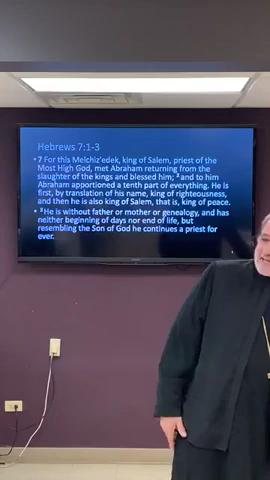 Hebrews 7:1-3
• 7 For this Melchiz'edek, king of Salem, priest of the
Most High God, met Abraham returning from the
slaughter of the kings and blessed him; ² and to him
Abraham apportioned a tenth part of everything. He is
first, by translation of his name, king of righteousness,
and then he is also king of Salem, that is, king of peace.
• ³ He is without father or mother or genealogy, and has
neither beginning of days nor end of life, but
resembling the Son of God he continues a priest for
ever.